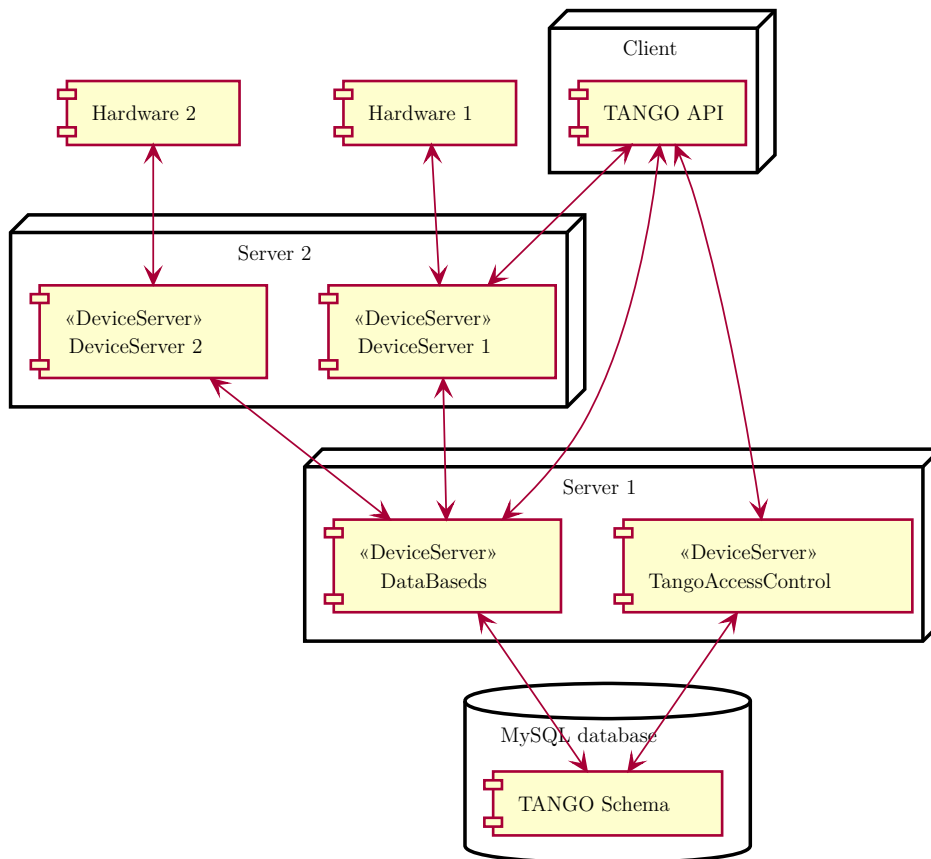 Client
Hardware 2
Hardware 1
TANGO API
Server 2
«DeviceServer»
DeviceServer 2
«DeviceServer»
DeviceServer 1
Server 1
«DeviceServer»
DataBaseds
«DeviceServer»
TangoAccessControl
MySQL database
TANGO Schema